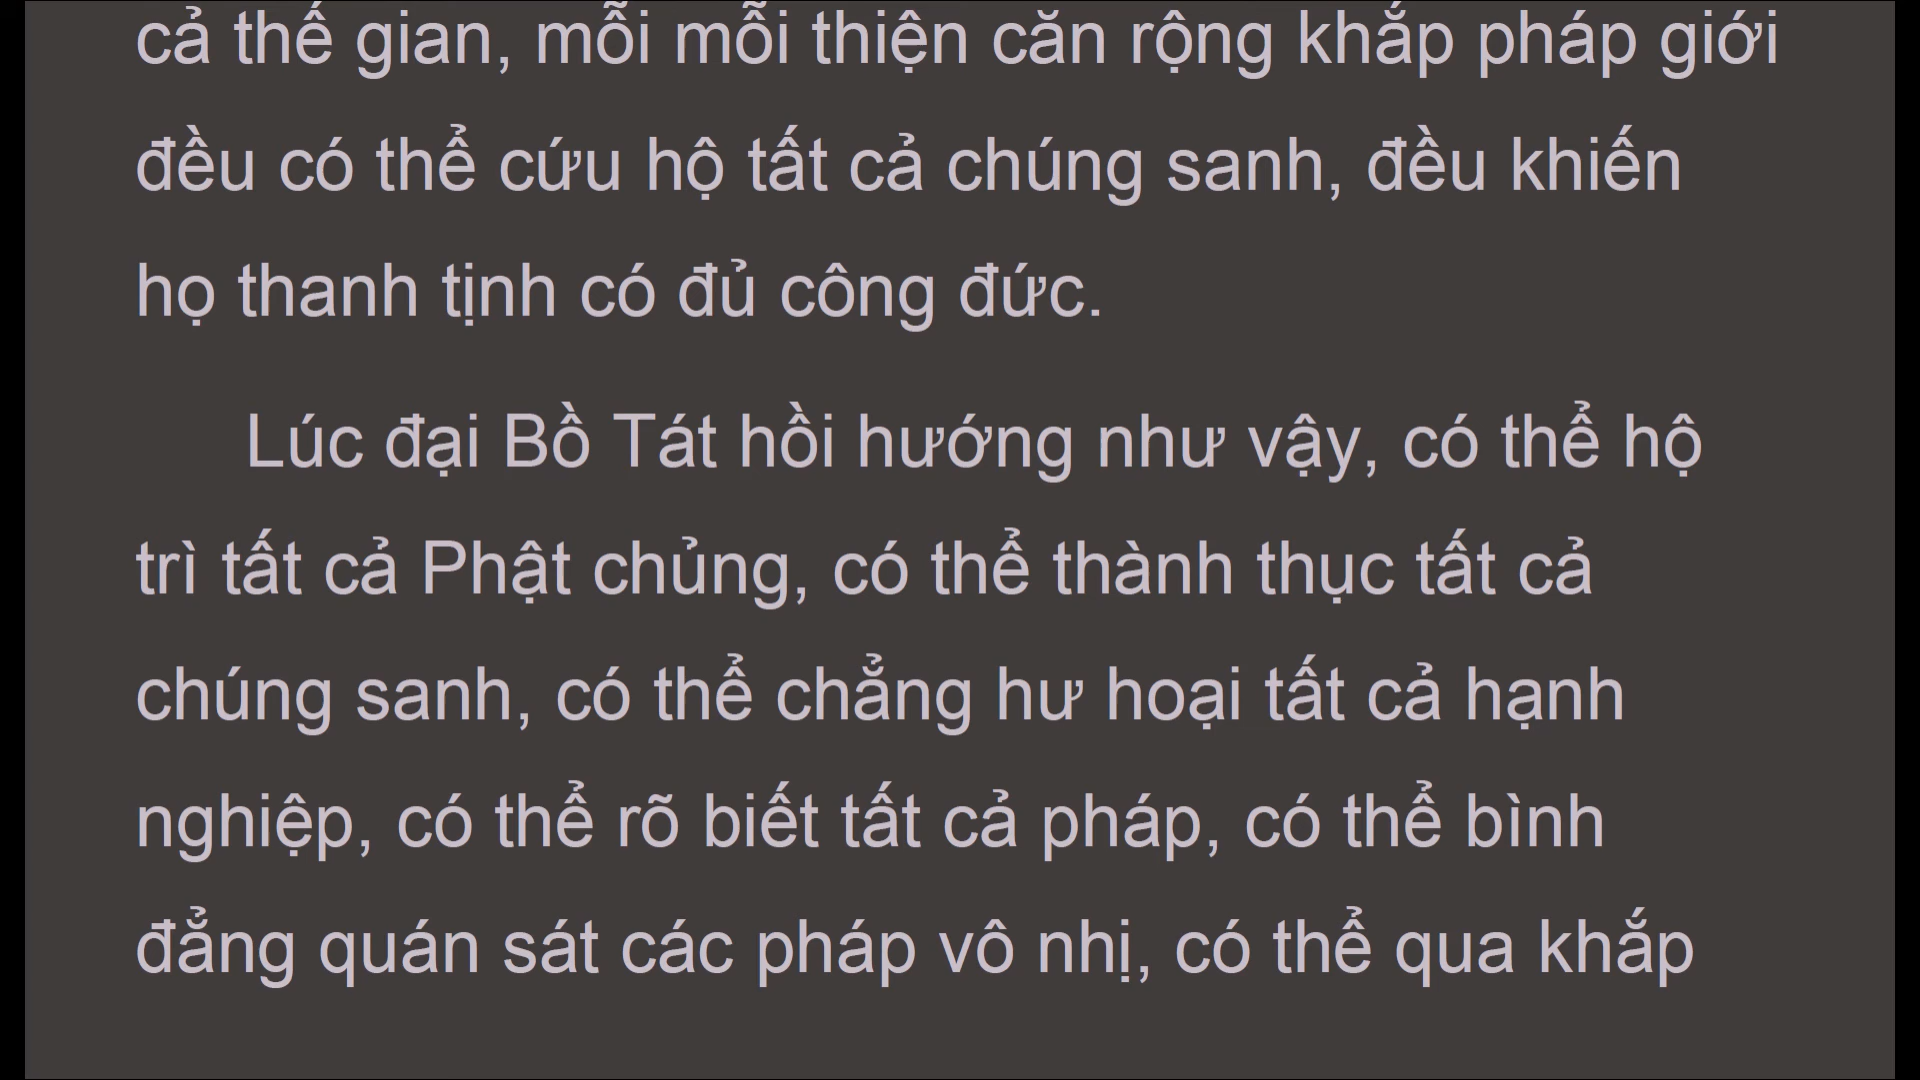 cả thế gian, mỗi mỗi thiện căn rộng khắp pháp giới
đều có thể cứu hộ tất cả chúng sanh, đều khiến
họ thanh tịnh có đủ công đức.
Lúc đại Bồ Tát hồi hướng như vậy, có thể hộ
trì tất cả Phật chủng, có thể thành thục tất cả
chúng sanh, có thể chẳng hư hoại tất cả hạnh
nghiệp, có thể rõ biết tất cả pháp, có thể bình
đẳng quán sát các pháp vô nhị, có thể qua khắp